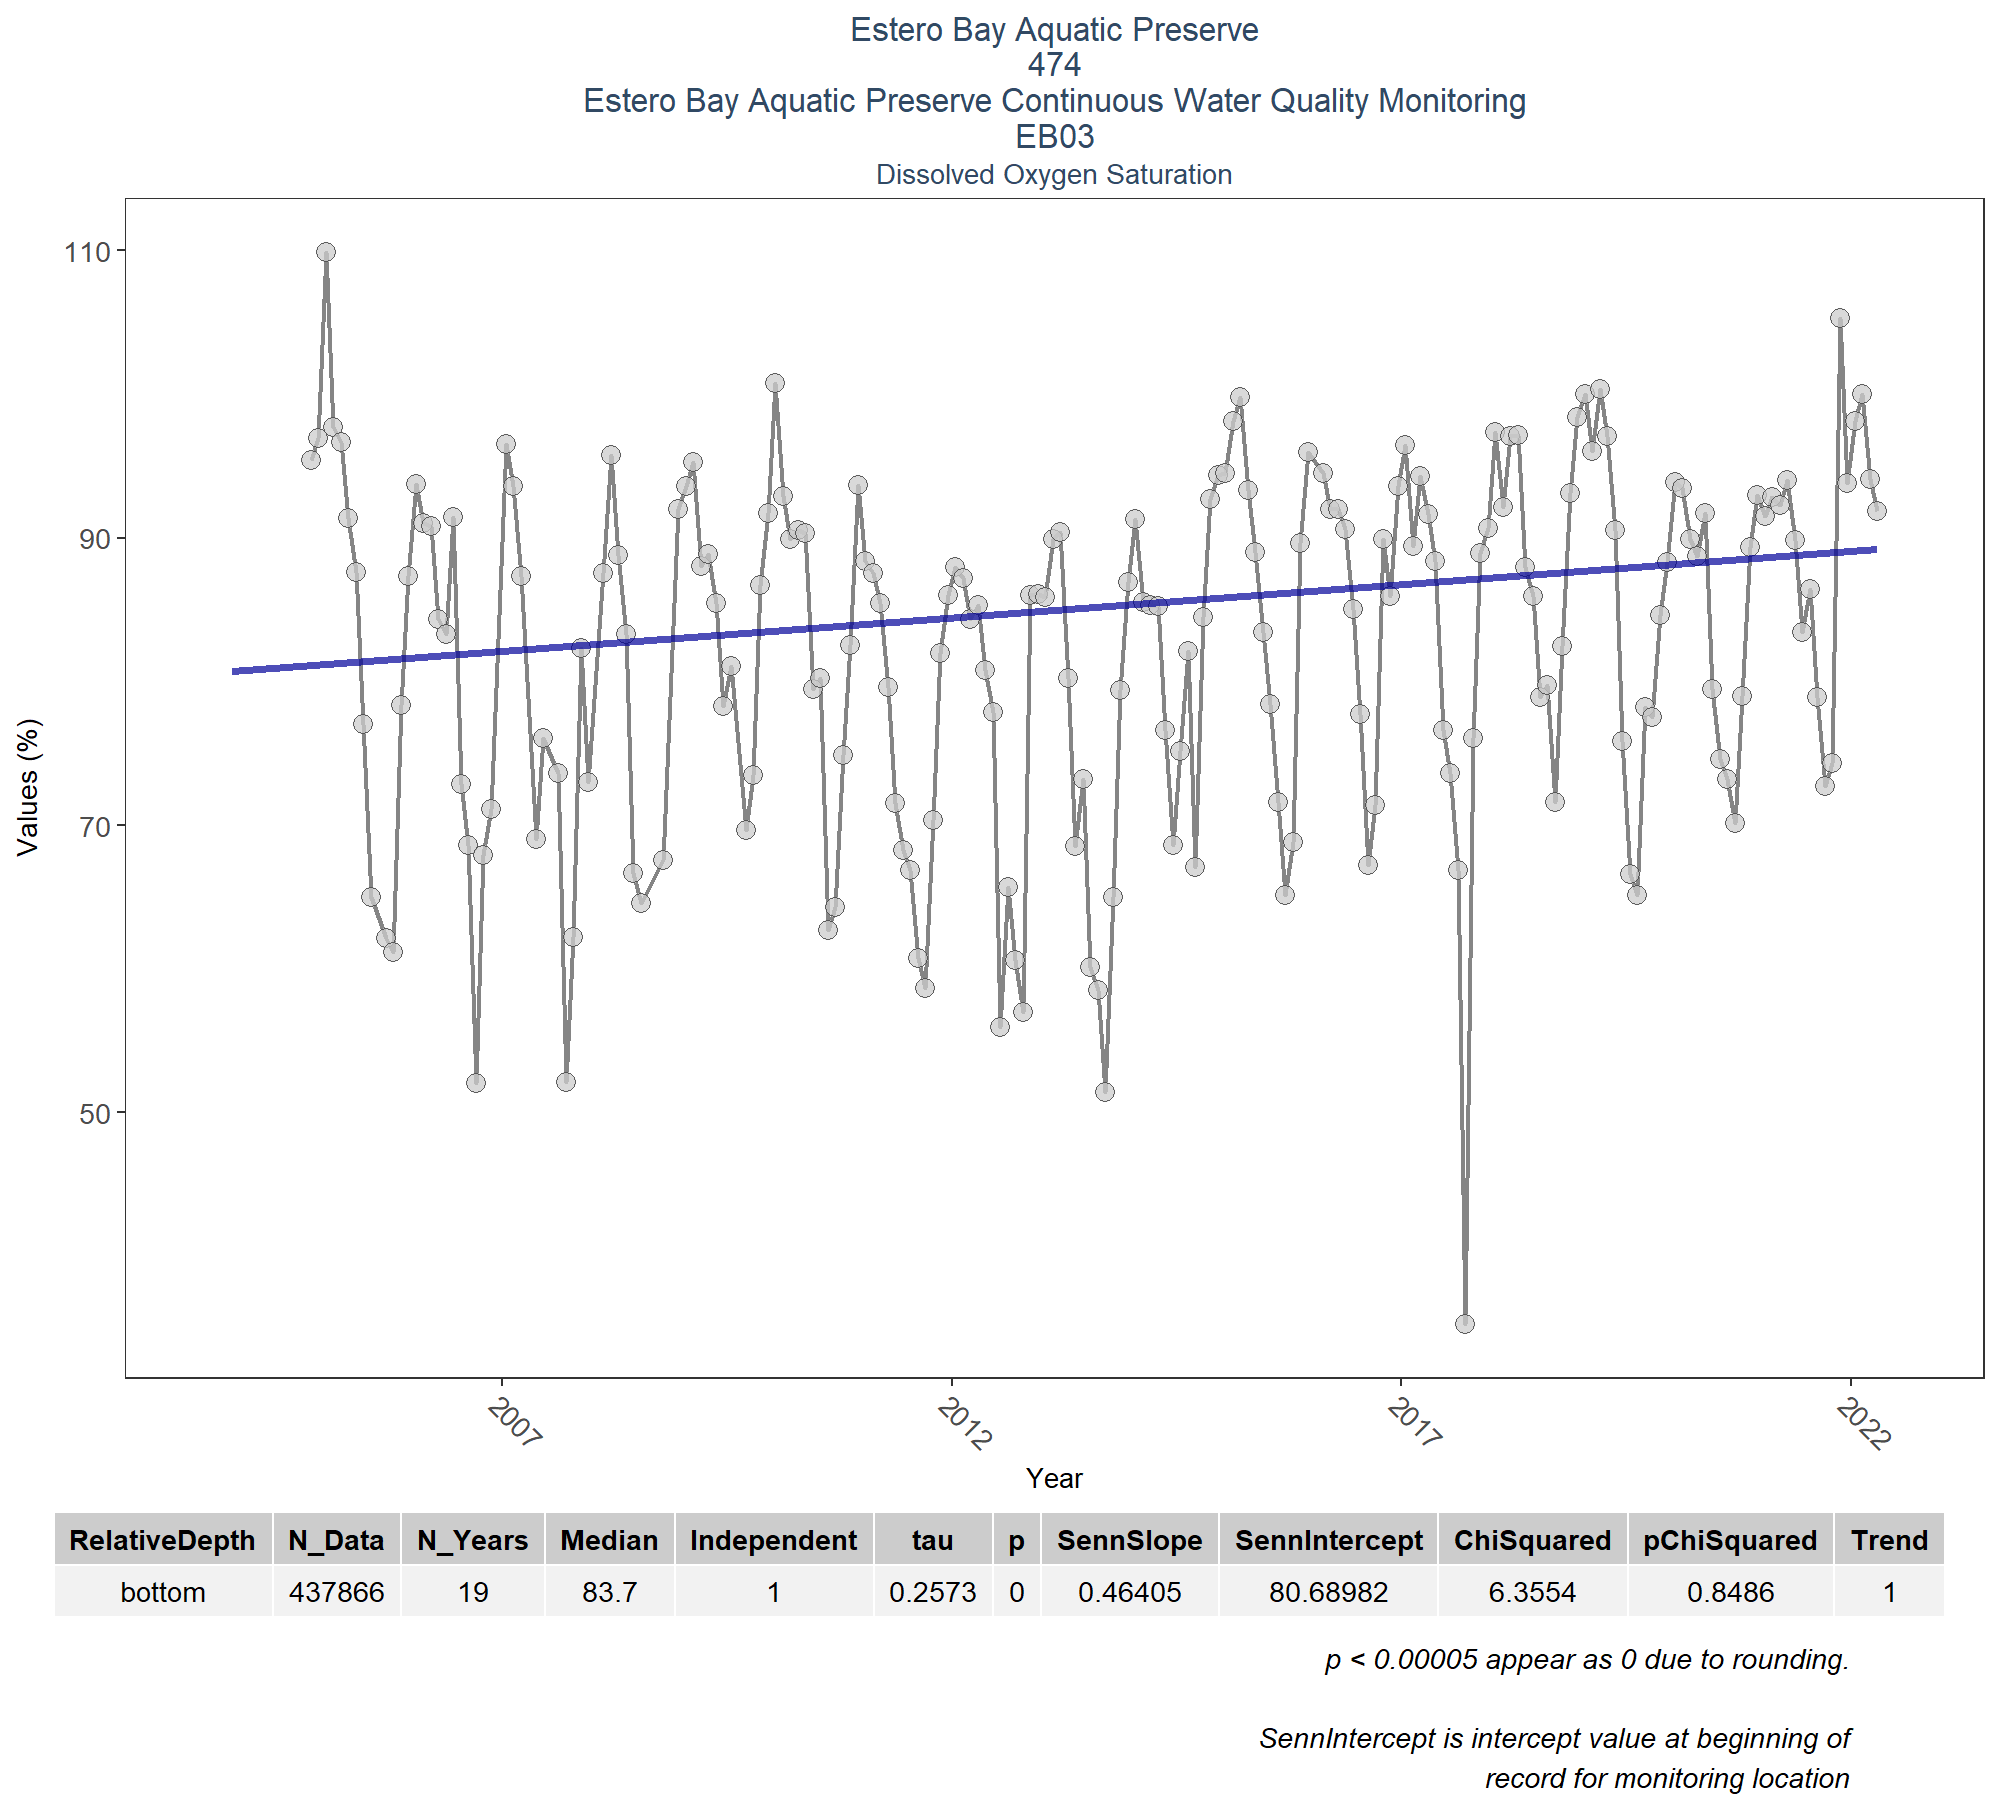 Estero Bay Aquatic Preserve
474
Estero Bay Aquatic Preserve Continuous Water Quality Monitoring
EB03
Dissolved Oxygen Saturation
Values (%)
110
90
70
50
2007 2012 2017 2022
Year
RelativeDepth N_Data N_Years Median Independent tau p SennSlope SennIntercept ChiSquared pChiSquared Trend
bottom 437866 19 83.7 1 0.2573 0 0.46405 80.68982 6.3554 0.8486 1
p < 0.00005 appear as 0 due to rounding.
SennIntercept is intercept value at beginning of
record for monitoring location